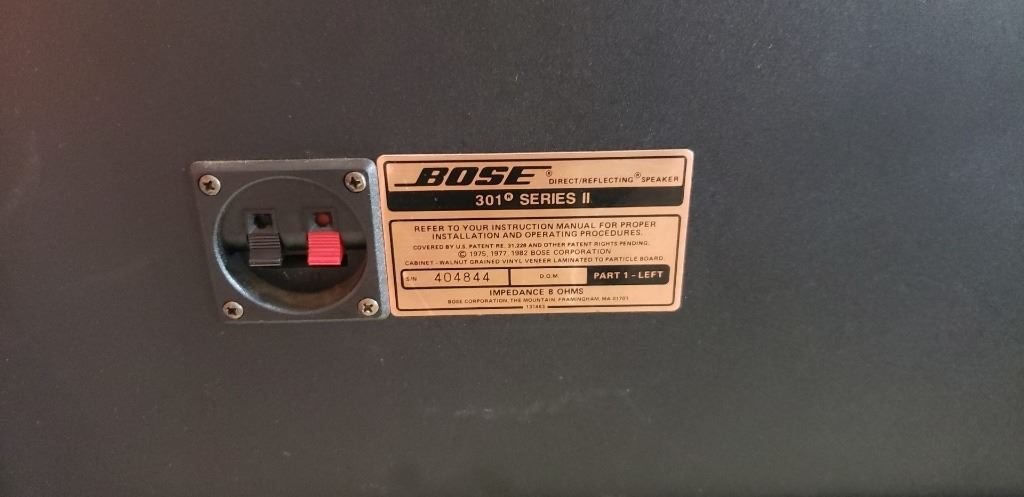 BOSE® DIRECT/REFLECTING® SPEAKER
301® SERIES II
REFER TO YOUR INSTRUCTION MANUAL FOR PROPER
INSTALLATION AND OPERATING PROCEDURES.
COVERED BY U.S. PATENT RE. 31,228 AND OTHER PATENT RIGHTS PENDING.
© 1975, 1977, 1982 BOSE CORPORATION
CABINET - WALNUT GRAINED VINYL VENEER LAMINATED TO PARTICLE BOARD.
S/N 404844 D.O.M. PART 1 - LEFT
IMPEDANCE 8 OHMS
BOSE CORPORATION, THE MOUNTAIN, FRAMINGHAM, MA 01701